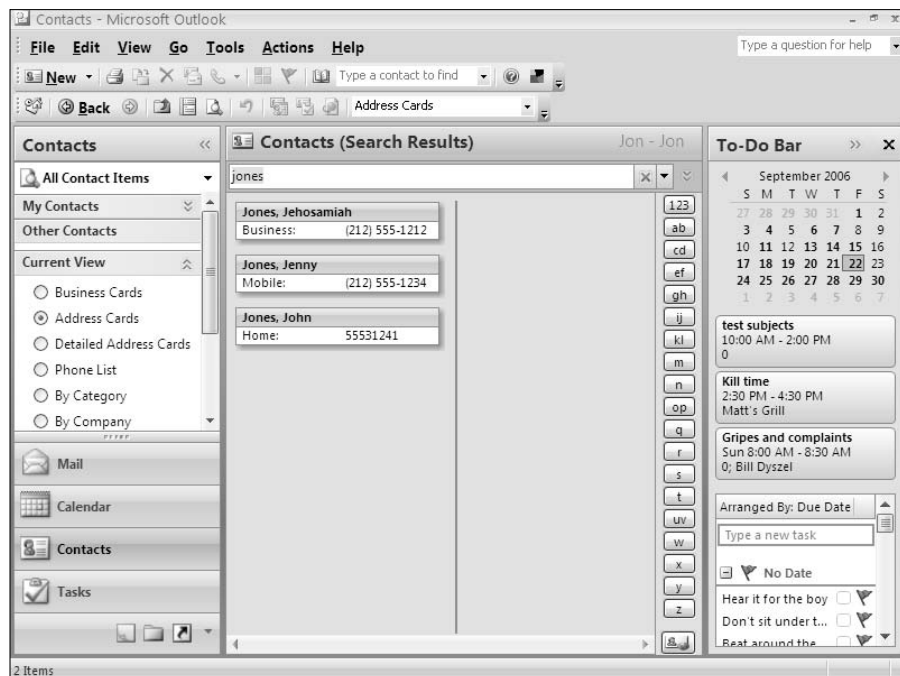 Contacts - Microsoft Outlook
File Edit View Go Tools Actions Help
Type a question for help
New
Type a contact to find
Back
Address Cards
Contacts
All Contact Items
My Contacts
Other Contacts
Current View
Business Cards
Address Cards
Detailed Address Cards
Phone List
By Category
By Company
Mail
Calendar
Contacts
Tasks
Contacts (Search Results) Jon - Jon
jones
Jones, Jehosamiah
Business: (212) 555-1212
Jones, Jenny
Mobile: (212) 555-1234
Jones, John
Home: 55531241
123
ab
cd
ef
gh
ij
kl
m
n
op
q
r
s
t
uv
w
x
y
z
To-Do Bar
September 2006
S M T W T F S
27 28 29 30 31 1 2
3 4 5 6 7 8 9
10 11 12 13 14 15 16
17 18 19 20 21 22 23
24 25 26 27 28 29 30
1 2 3 4 5 6 7
test subjects
10:00 AM - 2:00 PM
0
Kill time
2:30 PM - 4:30 PM
Matt's Grill
Gripes and complaints
Sun 8:00 AM - 8:30 AM
0; Bill Dyszel
Arranged By: Due Date
Type a new task
No Date
Hear it for the boy
Don't sit under t...
Beat around the
2 Items